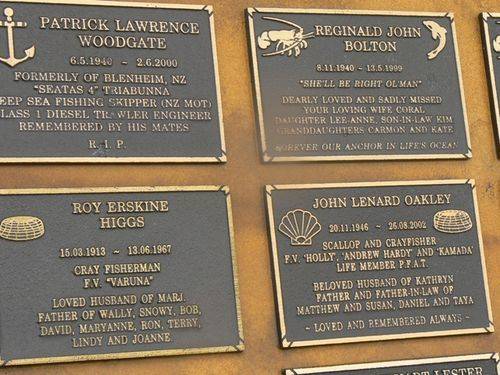 PATRICK LAWRENCE
WOODGATE
6.5.1940 ~ 2.6.2000
FORMERLY OF BLENHEIM, NZ
"SEATAS 4" TRIABUNNA
DEEP SEA FISHING SKIPPER (NZ MOT)
CLASS 1 DIESEL TRAWLER ENGINEER
REMEMBERED BY HIS MATES
R.I.P.
REGINALD JOHN
BOLTON
8.11.1940 - 13.5.1999
"SHE'LL BE RIGHT OL'MAN"
DEARLY LOVED AND SADLY MISSED
YOUR LOVING WIFE CORAL
DAUGHTER LEE-ANNE, SON-IN-LAW KIM
GRANDDAUGHTERS CARMON AND KATE
FOREVER OUR ANCHOR IN LIFE'S OCEAN
ROY ERSKINE
HIGGS
15.03.1913 ~ 13.06.1967
CRAY FISHERMAN
F.V. "VARUNA"
LOVED HUSBAND OF MARJ.
FATHER OF WALLY, SNOWY, BOB,
DAVID, MARYANNE, RON, TERRY,
LINDY AND JOANNE
JOHN LENARD OAKLEY
20.11.1946 ~ 26.08.2002
SCALLOP AND CRAYFISHER
F.V. 'HOLLY', 'ANDREW HARDY' AND 'KAMADA'
LIFE MEMBER P.F.A.T.
BELOVED HUSBAND OF KATHRYN
FATHER AND FATHER-IN-LAW OF
MATTHEW AND SUSAN, DANIEL AND TAYA
~ LOVED AND REMEMBERED ALWAYS ~
LESTER